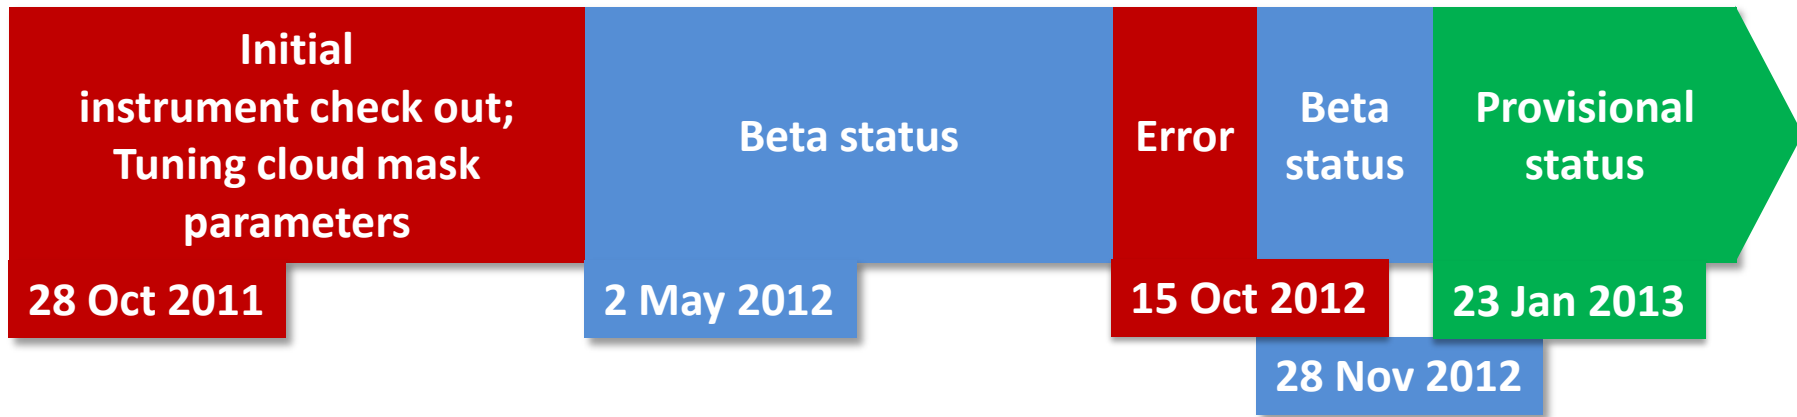 Initial
instrument check out;
Tuning cloud mask
parameters
Beta status
Error
Beta
status
Provisional
status
28 Oct 2011
2 May 2012
15 Oct 2012
23 Jan 2013
28 Nov 2012